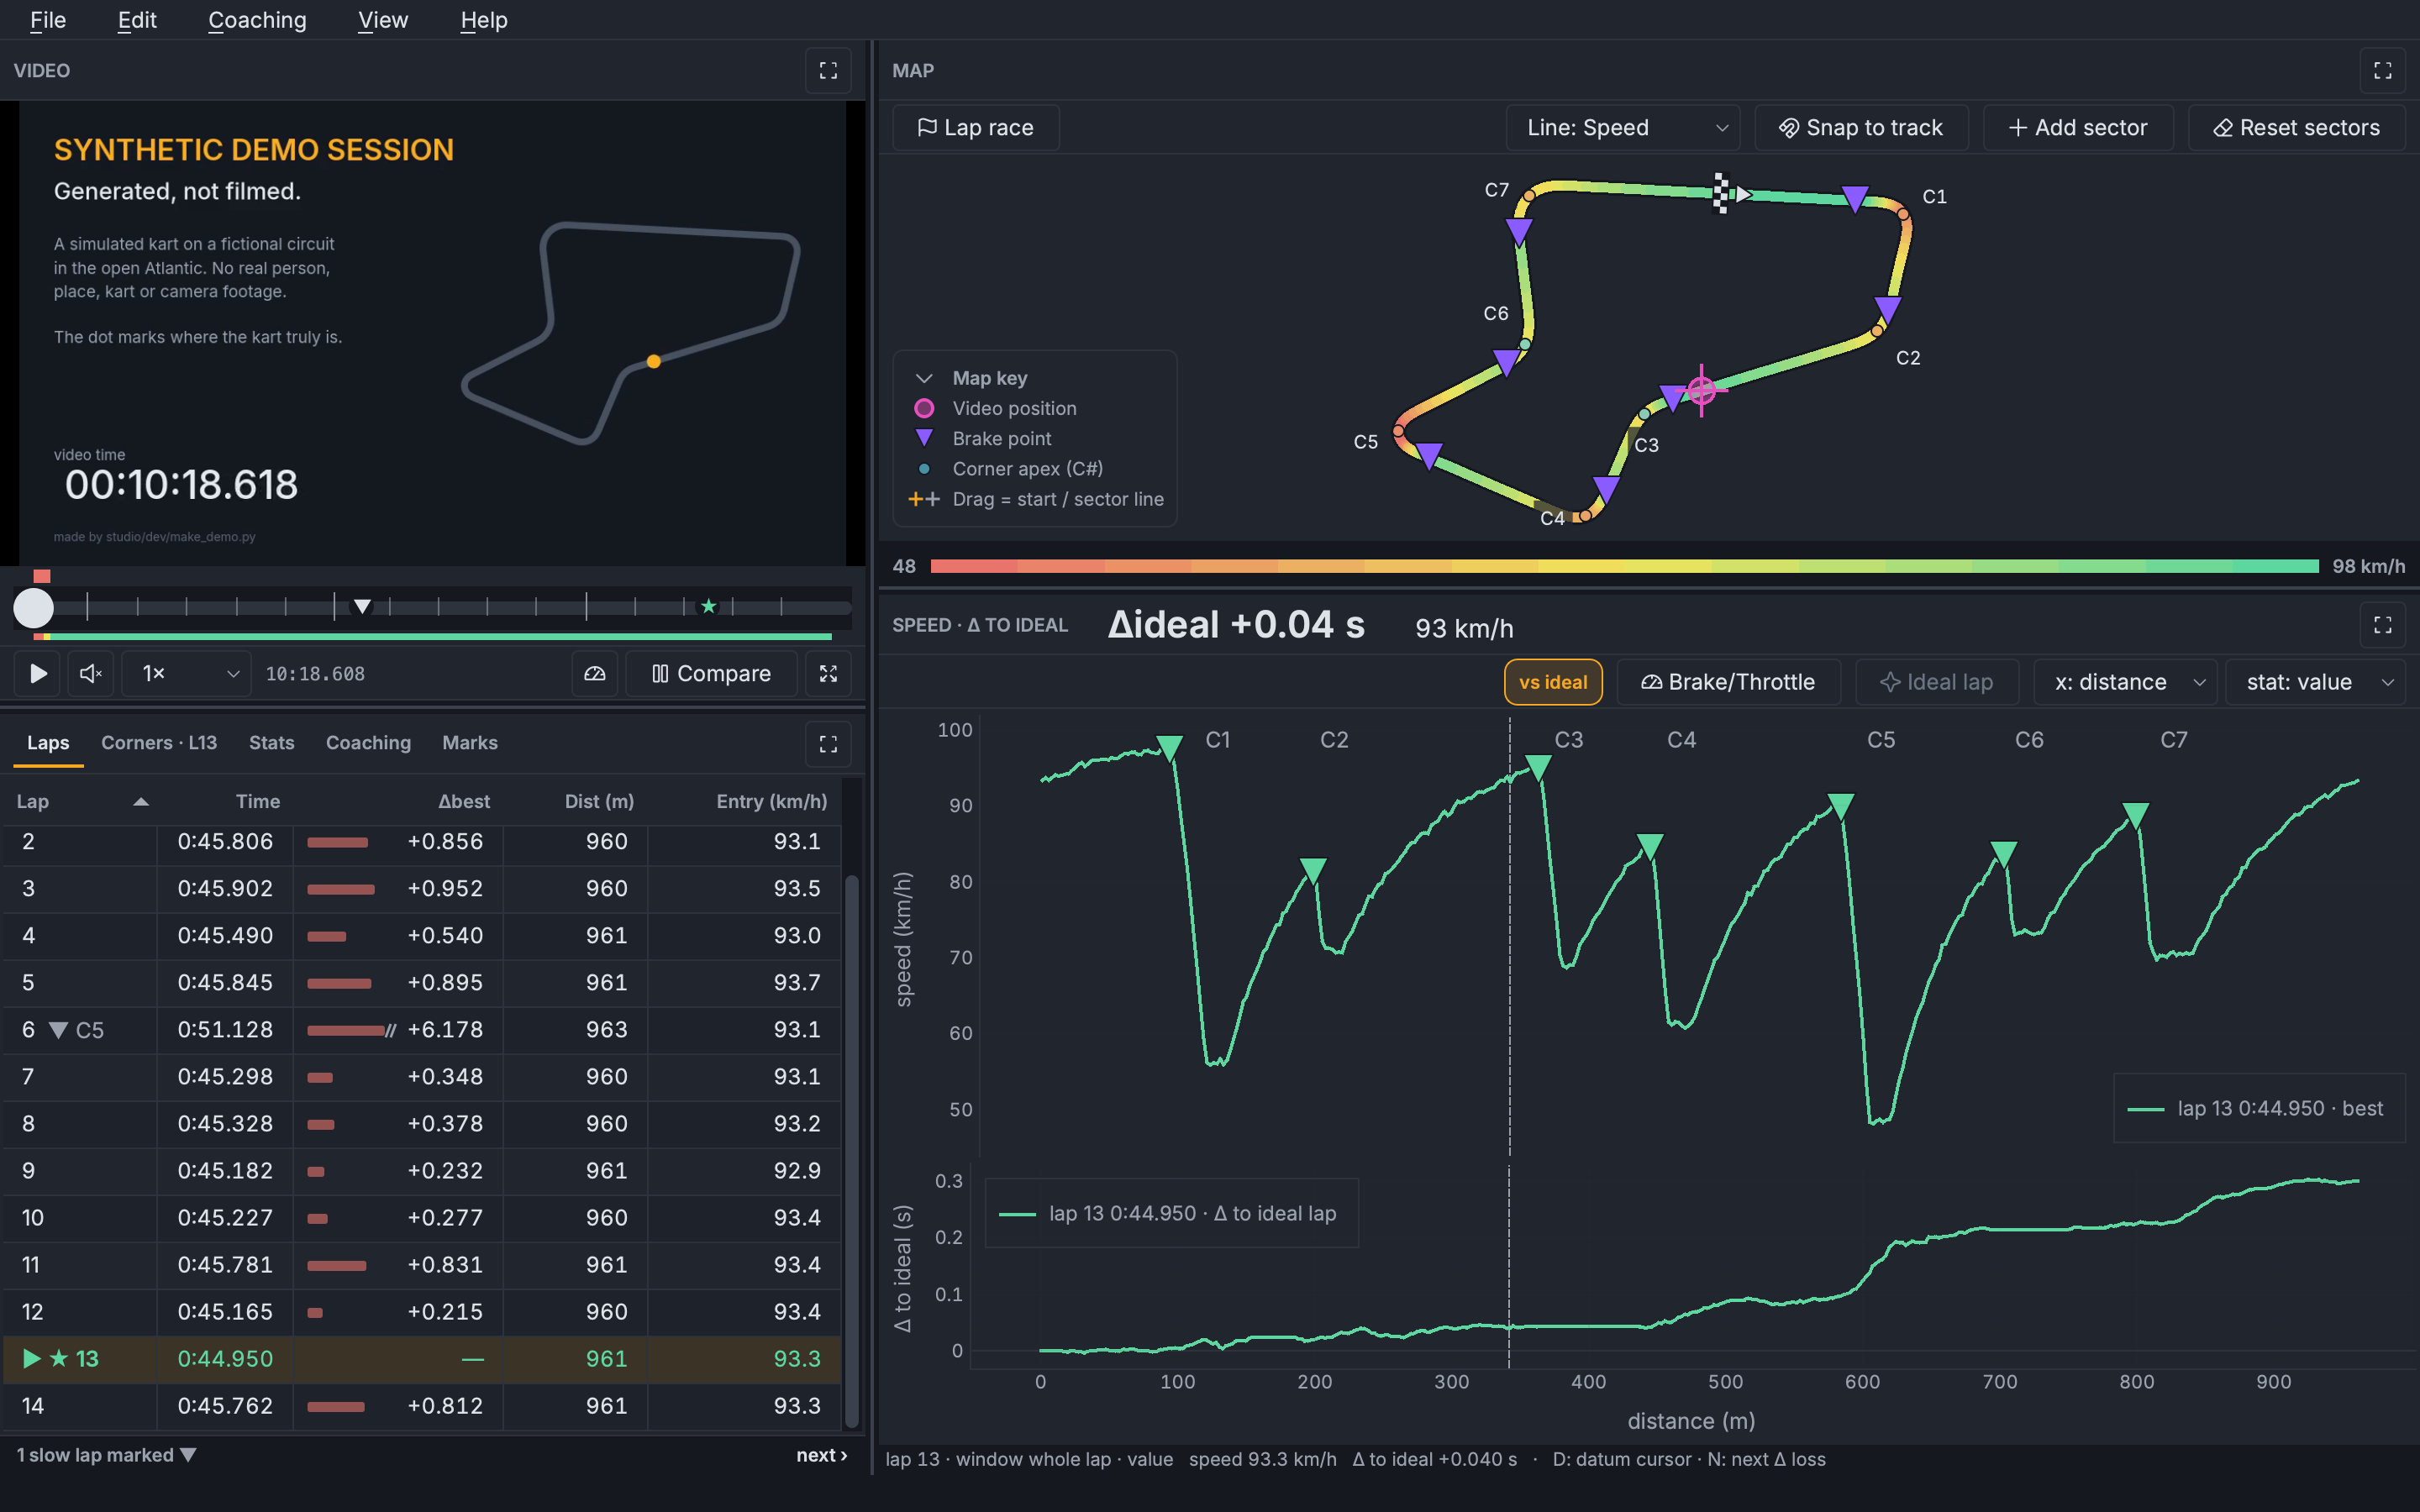 File Edit Coaching View Help
VIDEO
SYNTHETIC DEMO SESSION
Generated, not filmed.
A simulated kart on a fictional circuit
in the open Atlantic. No real person,
place, kart or camera footage.
The dot marks where the kart truly is.
video time
00:10:18.618
made by studio/dev/make_demo.py
1× 10:18.608 Compare
Laps Corners · L13 Stats Coaching Marks
Lap Time Δbest Dist (m) Entry (km/h)
2 0:45.806 +0.856 960 93.1
3 0:45.902 +0.952 960 93.5
4 0:45.490 +0.540 961 93.0
5 0:45.845 +0.895 961 93.7
6 ▼ C5 0:51.128 // +6.178 963 93.1
7 0:45.298 +0.348 960 93.1
8 0:45.328 +0.378 960 93.2
9 0:45.182 +0.232 961 92.9
10 0:45.227 +0.277 960 93.4
11 0:45.781 +0.831 961 93.4
12 0:45.165 +0.215 960 93.4
▶ ★ 13 0:44.950 — 961 93.3
14 0:45.762 +0.812 961 93.3
1 slow lap marked ▼ next ›
MAP
Lap race Line: Speed Snap to track Add sector Reset sectors
C7
C1
C6
C2
C5
C3
C4
Map key
Video position
Brake point
Corner apex (C#)
Drag = start / sector line
48 98 km/h
SPEED · Δ TO IDEAL Δideal +0.04 s 93 km/h
vs ideal Brake/Throttle Ideal lap x: distance stat: value
C1 C2 C3 C4 C5 C6 C7
100
90
80
70
60
50
speed (km/h)
lap 13 0:44.950 · best
0.3
0.2
0.1
0
Δ to ideal (s)
lap 13 0:44.950 · Δ to ideal lap
0 100 200 300 400 500 600 700 800 900
distance (m)
lap 13 · window whole lap · value speed 93.3 km/h Δ to ideal +0.040 s · D: datum cursor · N: next Δ loss